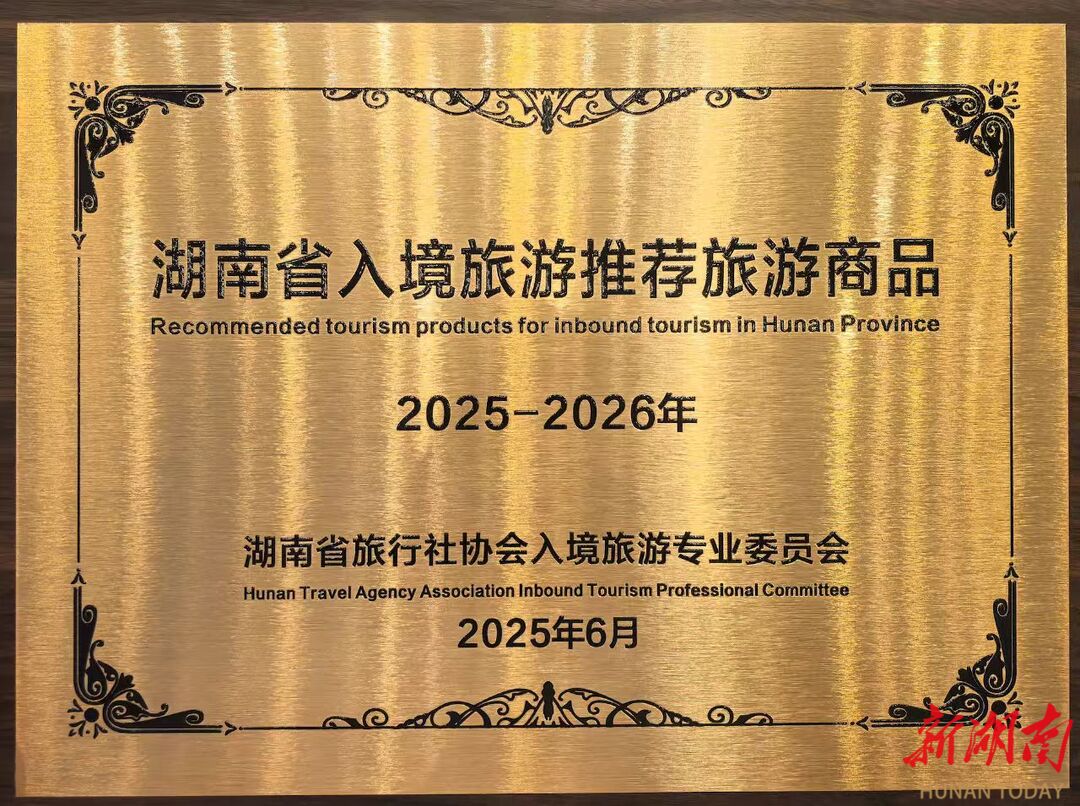 湖南省入境旅游推荐旅游商品
Recommended tourism products for inbound tourism in Hunan Province
2025-2026年
湖南省旅行社协会入境旅游专业委员会
Hunan Travel Agency Association Inbound Tourism Professional Committee
2025年6月
新湖南
HUNAN TODAY